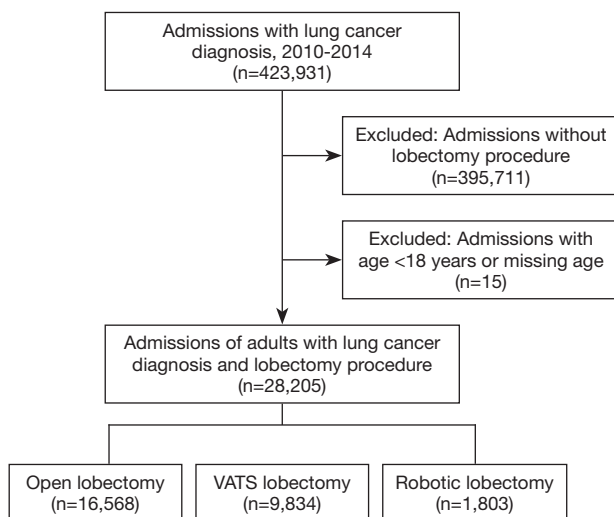 Admissions with lung cancer
diagnosis, 2010-2014
(n=423,931)
Excluded: Admissions without
lobectomy procedure
(n=395,711)
Excluded: Admissions with
age <18 years or missing age
(n=15)
Admissions of adults with lung cancer
diagnosis and lobectomy procedure
(n=28,205)
Open lobectomy
(n=16,568)
VATS lobectomy
(n=9,834)
Robotic lobectomy
(n=1,803)